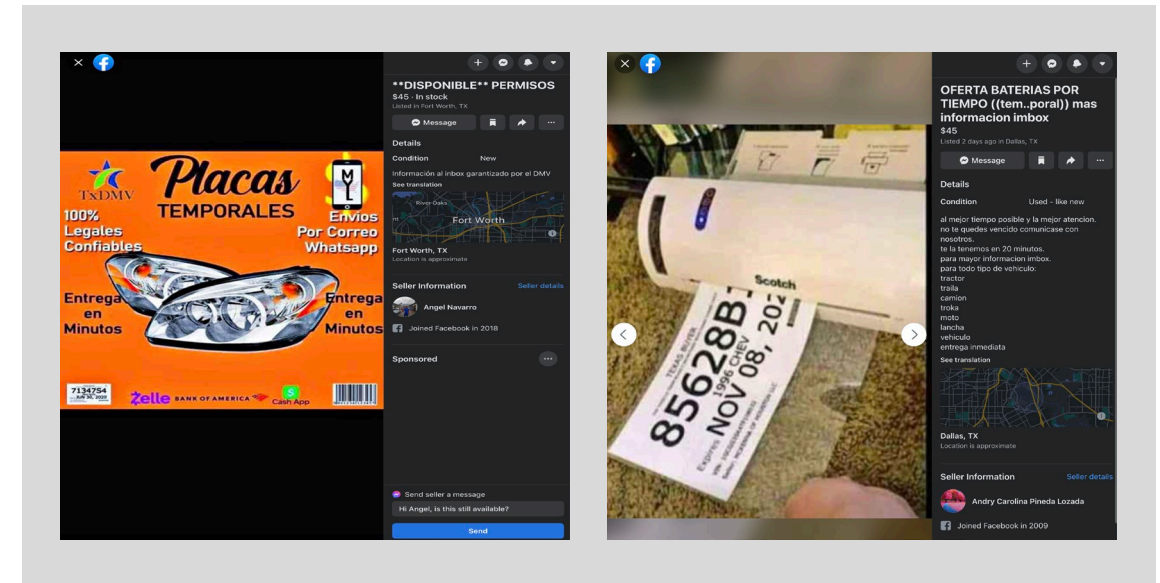 **DISPONIBLE** PERMISOS
$45 · In stock
Listed in Fort Worth, TX
Message
Details
Condition New
Información al inbox garantizado por el DMV
See translation
River Oaks
Fort Worth
Fort Worth, TX
Location is approximate
Seller Information Seller details
Angel Navarro
Joined Facebook in 2018
Sponsored
Send seller a message
Hi Angel, is this still available?
Send
TxDMV
Placas
TEMPORALES
MYL
100%
Legales
Confiables
Envios
Por Correo
Whatsapp
Entrega
en
Minutos
Entrega
en
Minutos
7134754
JUN 30, 2020
Zelle BANK OF AMERICA Cash App
OFERTA BATERIAS POR
TIEMPO ((tem..poral)) mas
informacion imbox
$45
Listed 2 days ago in Dallas, TX
Message
Details
Condition Used - like new
al mejor tiempo posible y la mejor atencion.
no te quedes vencido comunicase con
nosotros.
te la tenemos en 20 minutos.
para mayor informacion imbox.
para todo tipo de vehiculo:
tractor
traila
camion
troka
moto
lancha
vehiculo
entrega inmediata
See translation
Dallas, TX
Location is approximate
Seller Information Seller details
Andry Carolina Pineda Lozada
Joined Facebook in 2009
Scotch
TEXAS BUYER
85628B
1996 CHEV
Expires NOV 08, 202